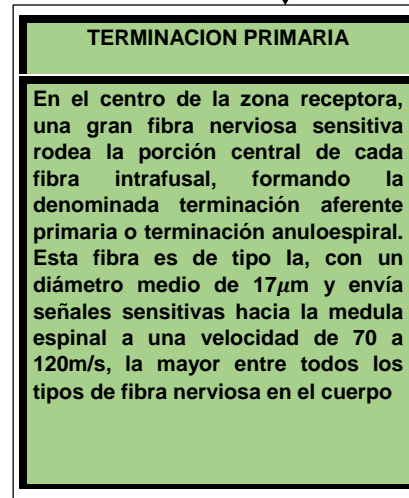 TERMINACION PRIMARIA
En el centro de la zona receptora,
una gran fibra nerviosa sensitiva
rodea la porción central de cada
fibra intrafusal, formando la
denominada terminación aferente
primaria o terminación anuloespiral.
Esta fibra es de tipo Ia, con un
diámetro medio de 17𝝁m y envía
señales sensitivas hacia la medula
espinal a una velocidad de 70 a
120m/s, la mayor entre todos los
tipos de fibra nerviosa en el cuerpo